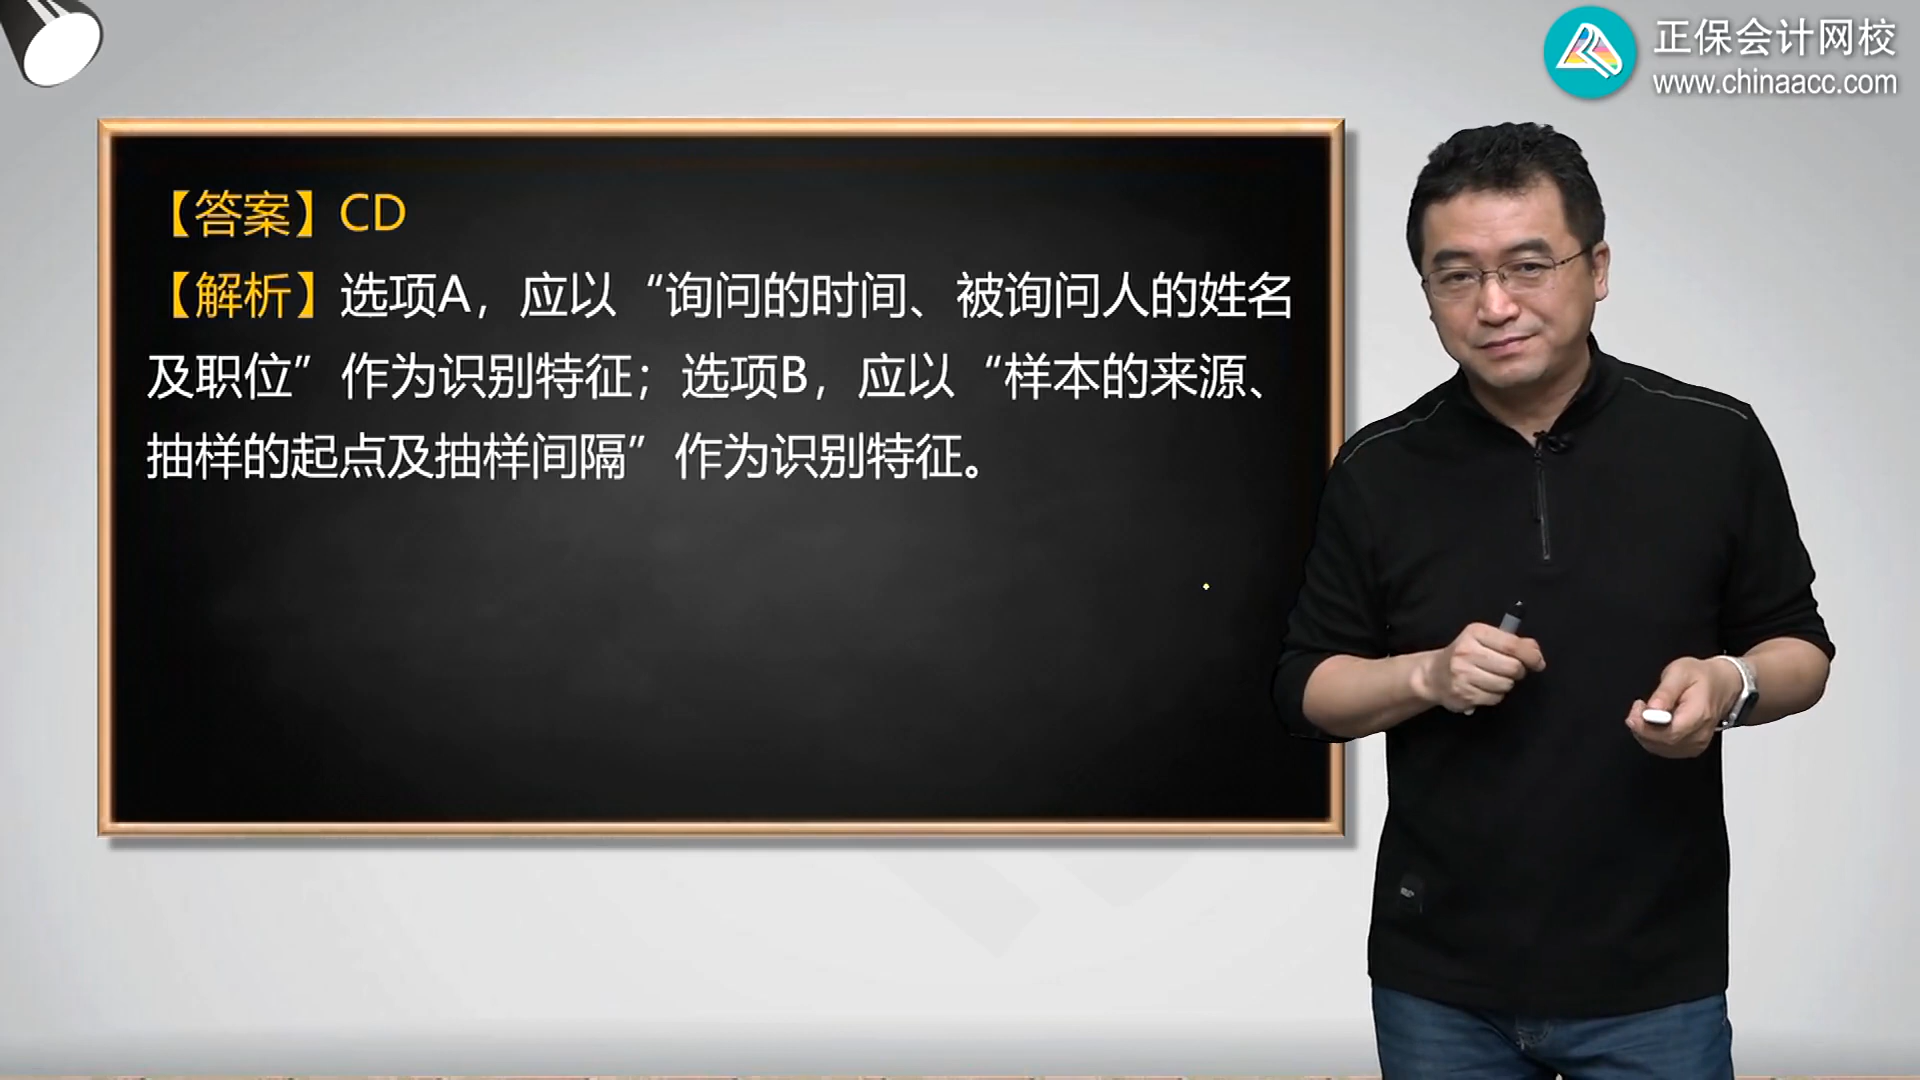 正保会计网校
www.chinaacc.com
【答案】CD
【解析】选项A，应以“询问的时间、被询问人的姓名
及职位”作为识别特征；选项B，应以“样本的来源、
抽样的起点及抽样间隔”作为识别特征。